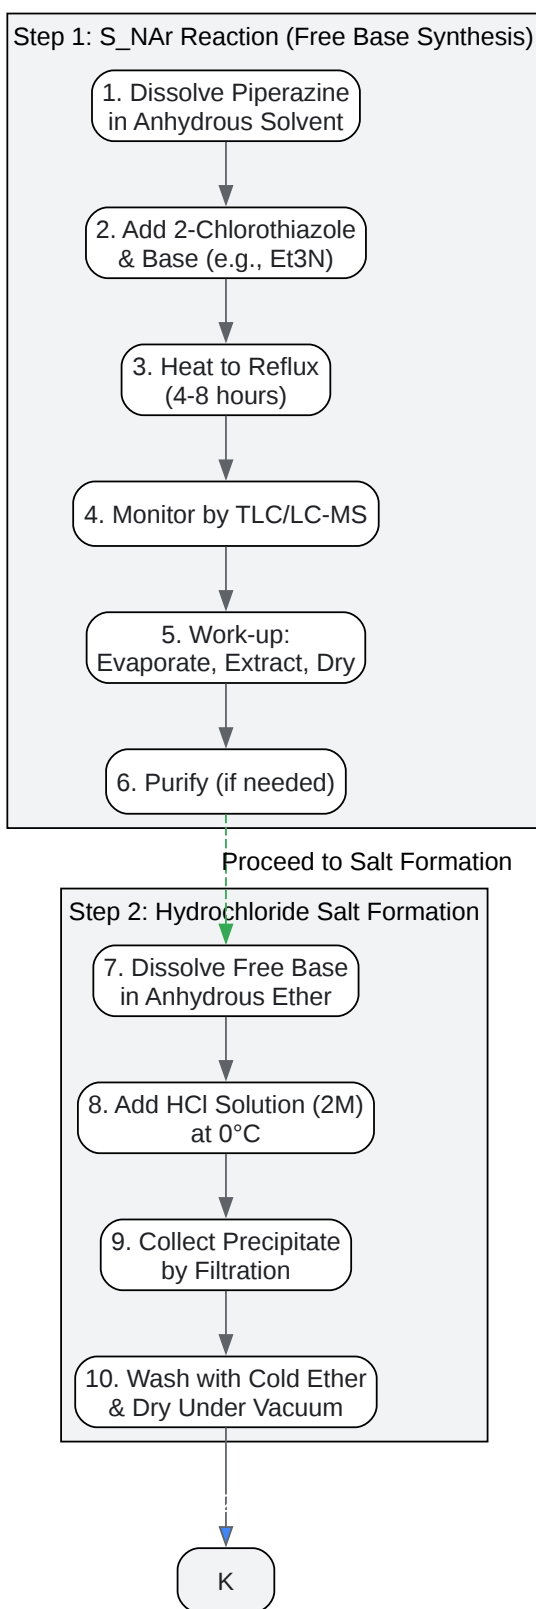 Step 1: S_NAr Reaction (Free Base Synthesis)
1. Dissolve Piperazine
in Anhydrous Solvent
2. Add 2-Chlorothiazole
& Base (e.g., Et3N)
3. Heat to Reflux
(4-8 hours)
4. Monitor by TLC/LC-MS
5. Work-up:
Evaporate, Extract, Dry
6. Purify (if needed)
Proceed to Salt Formation
Step 2: Hydrochloride Salt Formation
7. Dissolve Free Base
in Anhydrous Ether
8. Add HCl Solution (2M)
at 0°C
9. Collect Precipitate
by Filtration
10. Wash with Cold Ether
& Dry Under Vacuum
K